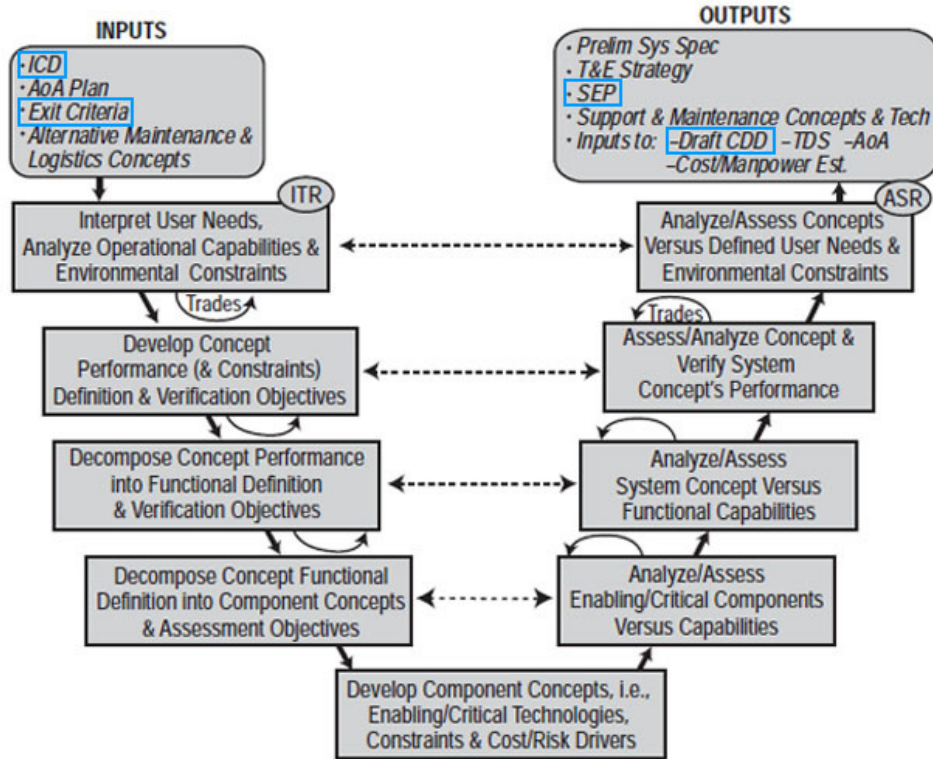 INPUTS
· ICD
· AoA Plan
· Exit Criteria
· Alternative Maintenance &
Logistics Concepts
OUTPUTS
· Prelim Sys Spec
· T&E Strategy
· SEP
· Support & Maintenance Concepts & Tech
· Inputs to: –Draft CDD –TDS –AoA
–Cost/Manpower Est.
ITR
Interpret User Needs,
Analyze Operational Capabilities &
Environmental Constraints
Trades
ASR
Analyze/Assess Concepts
Versus Defined User Needs &
Environmental Constraints
Trades
Develop Concept
Performance (& Constraints)
Definition & Verification Objectives
Assess/Analyze Concept &
Verify System
Concept's Performance
Decompose Concept Performance
into Functional Definition
& Verification Objectives
Analyze/Assess
System Concept Versus
Functional Capabilities
Decompose Concept Functional
Definition into Component Concepts
& Assessment Objectives
Analyze/Assess
Enabling/Critical Components
Versus Capabilities
Develop Component Concepts, i.e.,
Enabling/Critical Technologies,
Constraints & Cost/Risk Drivers